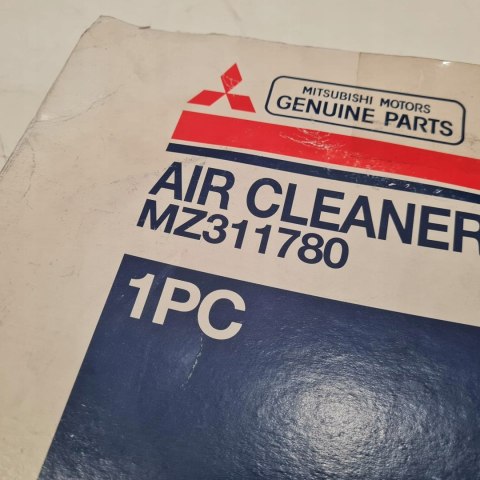 MITSUBISHI MOTORS
GENUINE PARTS
AIR CLEANER
MZ311780
1PC